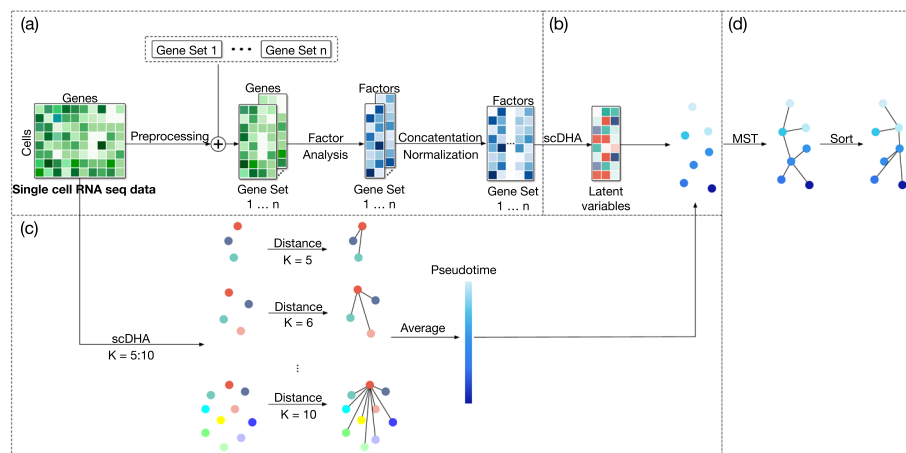 (a)
Gene Set 1
Gene Set n
Genes
Cells
Single cell RNA seq data
Preprocessing
Genes
Gene Set
1 ... n
Factor
Analysis
Factors
Gene Set
1 ... n
Concatentation
Normalization
Factors
Gene Set
1 ... n
(b)
scDHA
Latent
variables
(d)
MST
Sort
(c)
scDHA
K = 5:10
Distance
K = 5
Distance
K = 6
Distance
K = 10
Average
Pseudotime